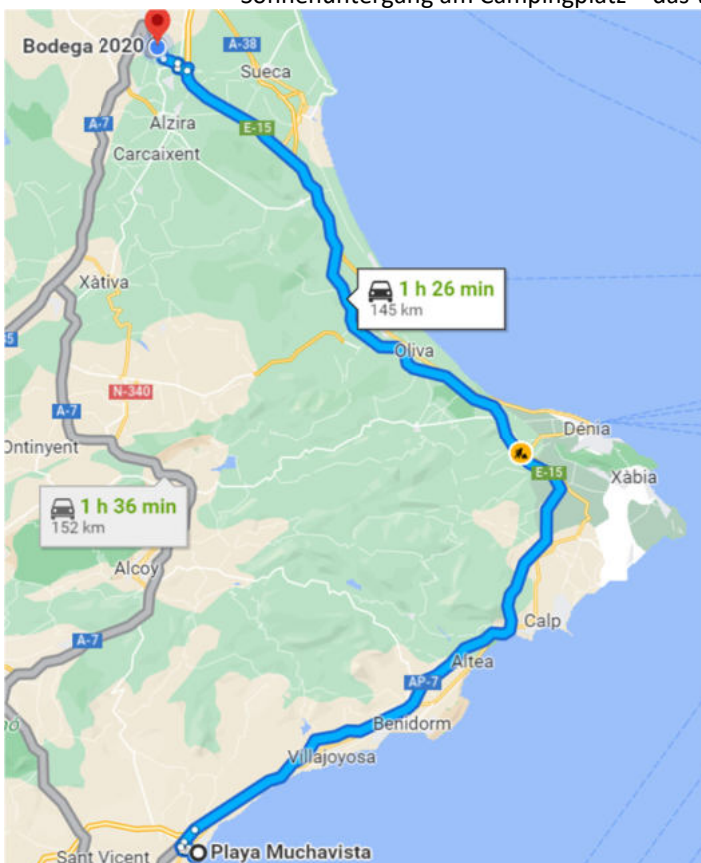 Sonnenuntergang am Campingplatz – das
Bodega 2020
A-38
Sueca
A-7
Alzira
E-15
Carcaixent
Xàtiva
1 h 26 min
145 km
Oliva
N-340
A-7
Ontinyent
Dénia
E-15
Xàbia
1 h 36 min
152 km
Alcoy
Calp
A-7
Altea
AP-7
Benidorm
Villajoyosa
Sant Vicent
Playa Muchavista